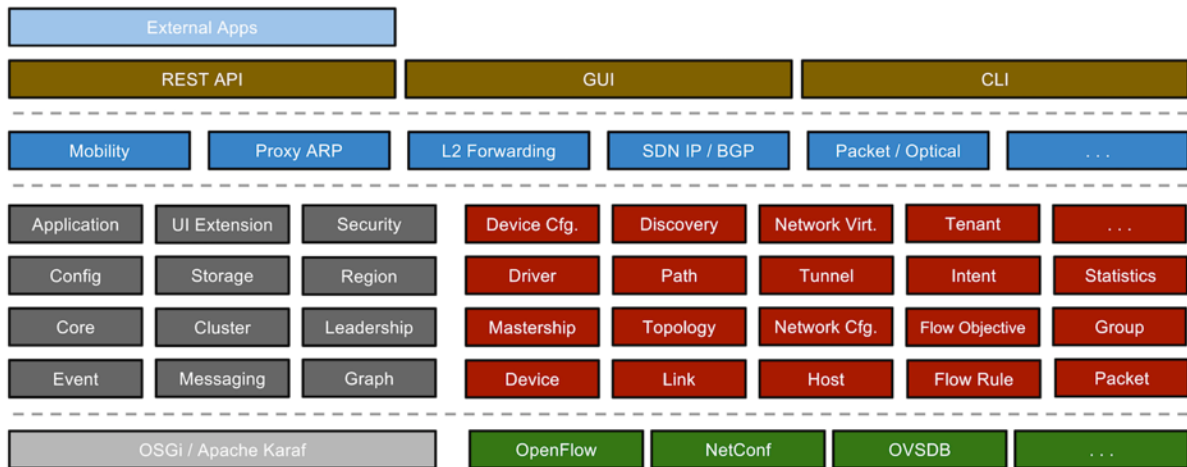 External Apps
REST API GUI CLI
Mobility Proxy ARP L2 Forwarding SDN IP / BGP Packet / Optical . . .
Application UI Extension Security Device Cfg. Discovery Network Virt. Tenant . . .
Config Storage Region Driver Path Tunnel Intent Statistics
Core Cluster Leadership Mastership Topology Network Cfg. Flow Objective Group
Event Messaging Graph Device Link Host Flow Rule Packet
OSGi / Apache Karaf OpenFlow NetConf OVSDB . . .